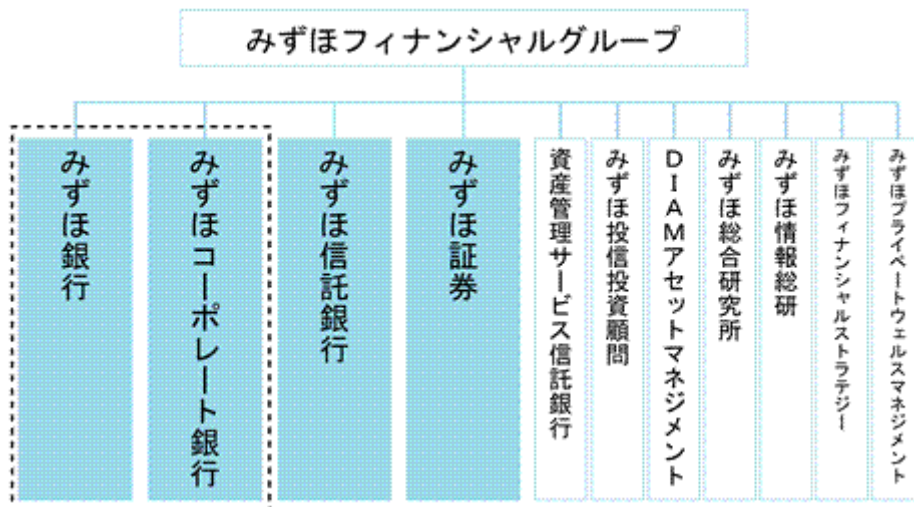 みずほフィナンシャルグループ
みずほ銀行
みずほコーポレート銀行
みずほ信託銀行
みずほ証券
資産管理サービス信託銀行
みずほ投信投資顧問
DIAMアセットマネジメント
みずほ総合研究所
みずほ情報総研
みずほフィナンシャルストラテジー
みずほプライベートウェルスマネジメント